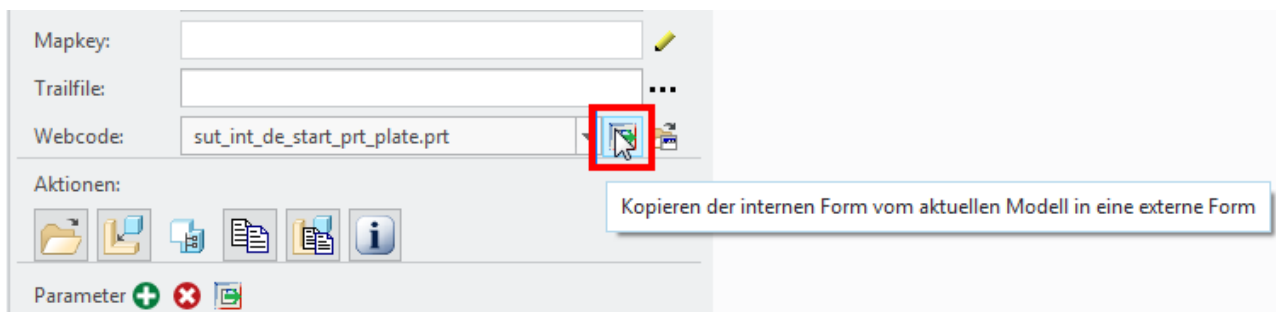 Mapkey:
Trailfile:
Webcode: sut_int_de_start_prt_plate.prt
Aktionen:
Kopieren der internen Form vom aktuellen Modell in eine externe Form
Parameter